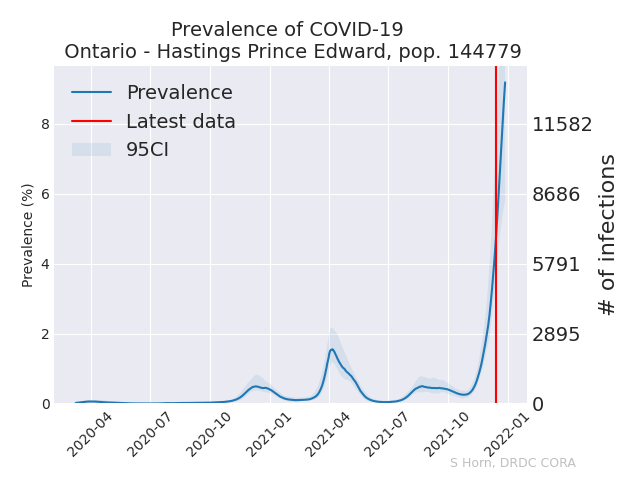 Prevalence of COVID-19
Ontario - Hastings Prince Edward, pop. 144779
Prevalence
Latest data
95CI
Prevalence (%)
8
6
4
2
0
11582
8686
5791
2895
0
# of infections
2020-04
2020-07
2020-10
2021-01
2021-04
2021-07
2021-10
2022-01
S Horn, DRDC CORA